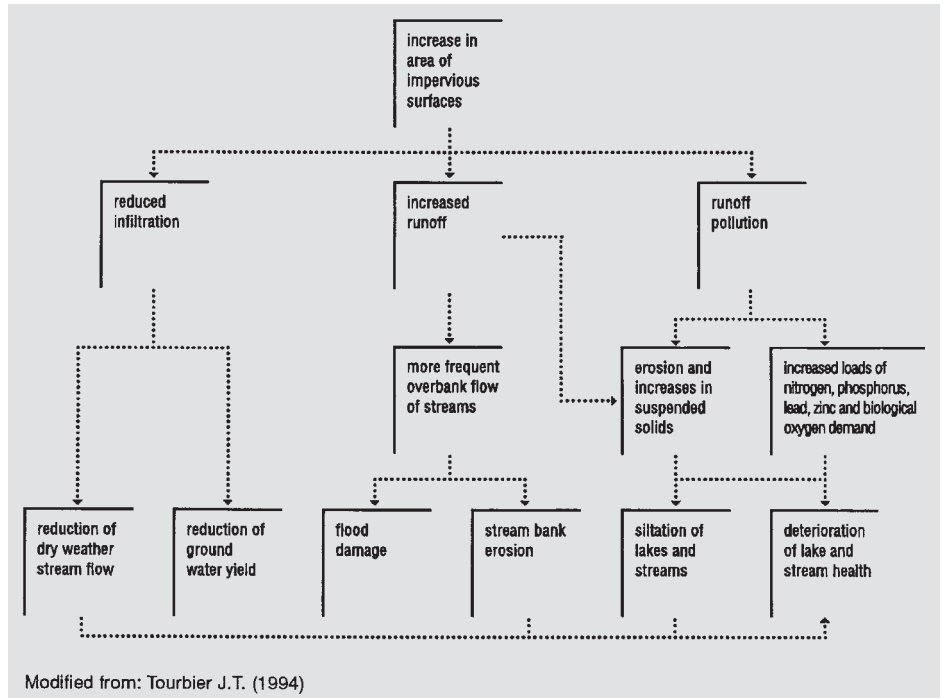 increase in
area of
impervious
surfaces
reduced
infiltration
increased
runoff
runoff
pollution
more frequent
overbank flow
of streams
erosion and
increases in
suspended
solids
increased loads of
nitrogen, phosphorus,
lead, zinc and biological
oxygen demand
reduction of
dry weather
stream flow
reduction of
ground
water yield
flood
damage
stream bank
erosion
siltation of
lakes and
streams
deterioration
of lake and
stream health
Modified from: Tourbier J.T. (1994)